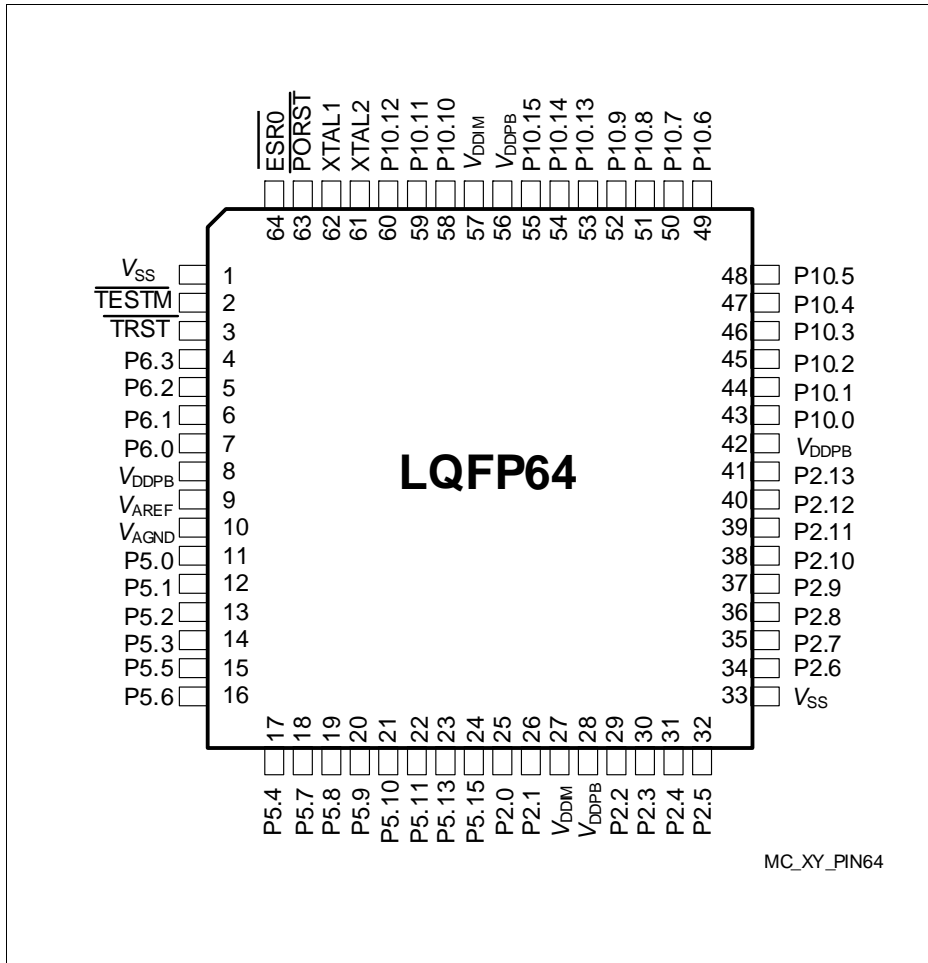 ESR0
PORST
XTAL1
XTAL2
P10.12
P10.11
P10.10
VDDIM
VDDPB
P10.15
P10.14
P10.13
P10.9
P10.8
P10.7
P10.6
64
63
62
61
60
59
58
57
56
55
54
53
52
51
50
49
VSS 1
TESTM 2
TRST 3
P6.3 4
P6.2 5
P6.1 6
P6.0 7
VDDPB 8
VAREF 9
VAGND 10
P5.0 11
P5.1 12
P5.2 13
P5.3 14
P5.5 15
P5.6 16
LQFP64
48 P10.5
47 P10.4
46 P10.3
45 P10.2
44 P10.1
43 P10.0
42 VDDPB
41 P2.13
40 P2.12
39 P2.11
38 P2.10
37 P2.9
36 P2.8
35 P2.7
34 P2.6
33 VSS
17
18
19
20
21
22
23
24
25
26
27
28
29
30
31
32
P5.4
P5.7
P5.8
P5.9
P5.10
P5.11
P5.13
P5.15
P2.0
P2.1
VDDIM
VDDPB
P2.2
P2.3
P2.4
P2.5
MC_XY_PIN64